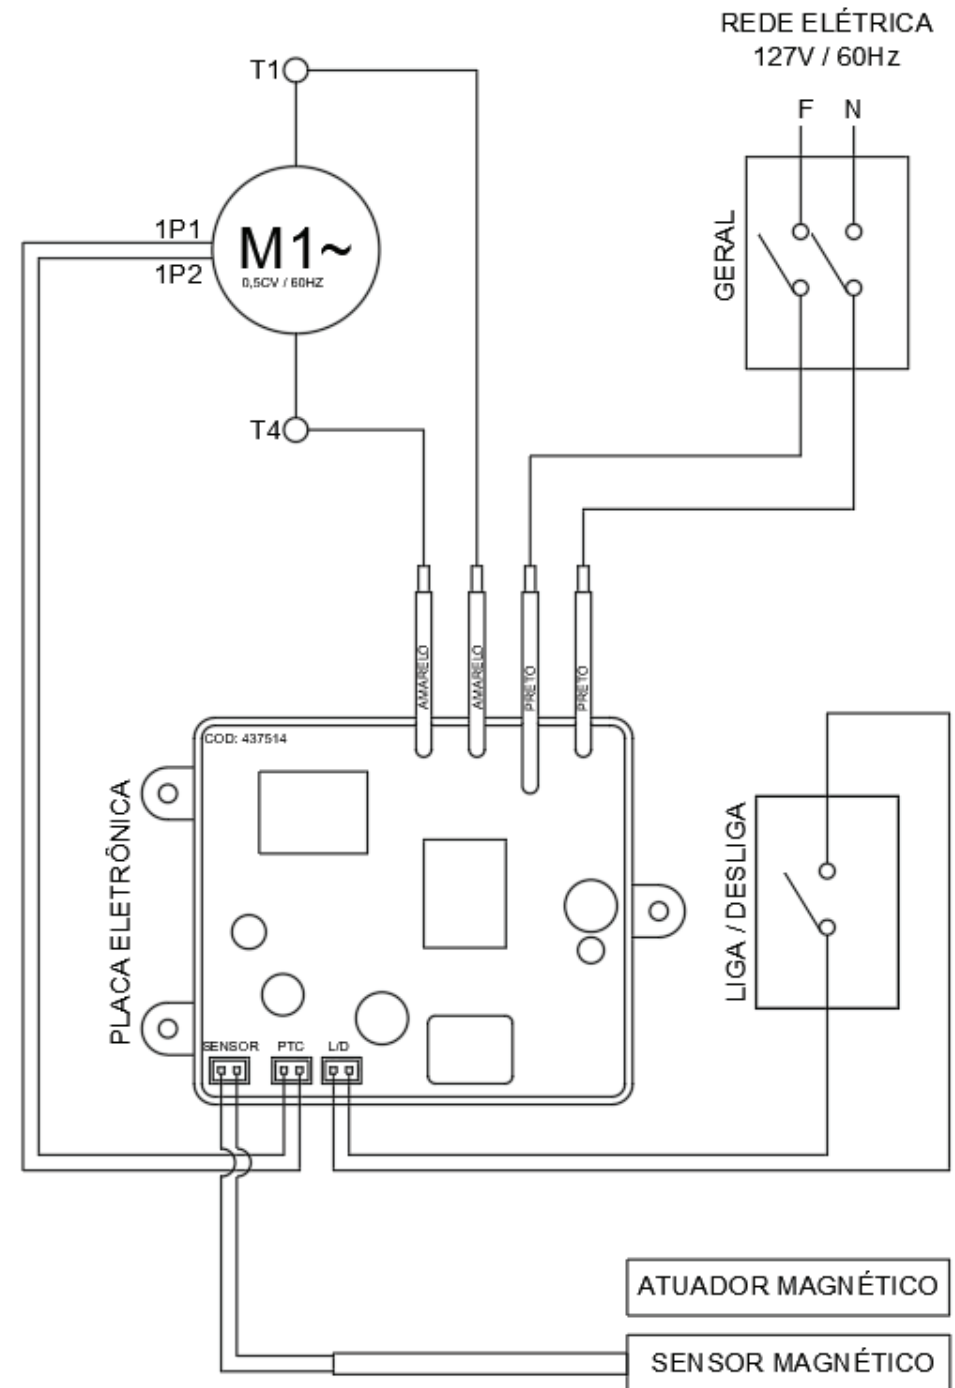 REDE ELÉTRICA
127V / 60Hz
F N
T1
GERAL
1P1
M1~
1P2
0,5CV / 60HZ
T4
AMARELO
AMARELO
PRETO
PRETO
COD: 437514
PLACA ELETRÔNICA
LIGA / DESLIGA
SENSOR PTC L/D
ATUADOR MAGNÉTICO
SENSOR MAGNÉTICO